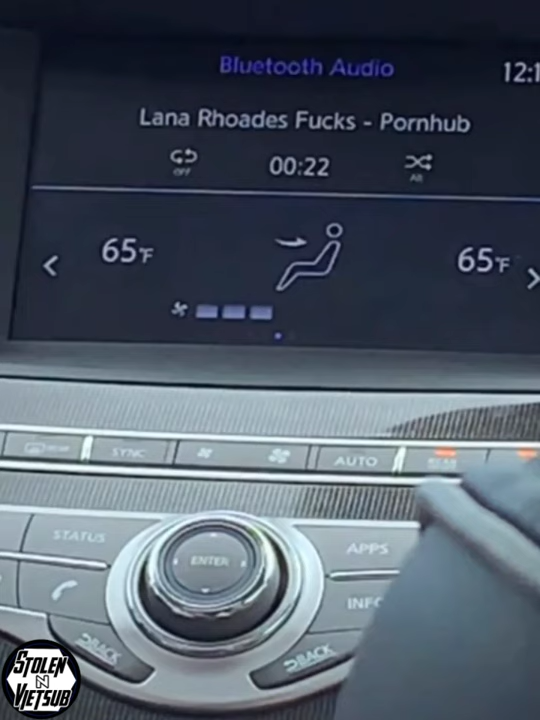 Bluetooth Audio
12:1
Lana Rhoades Fucks - Pornhub
OFF
00:22
All
65°F
65°F
REAR
SYNC
AUTO
STATUS
ENTER
APPS
INFO
BACK
BACK
STOLEN
N
VIETSUB